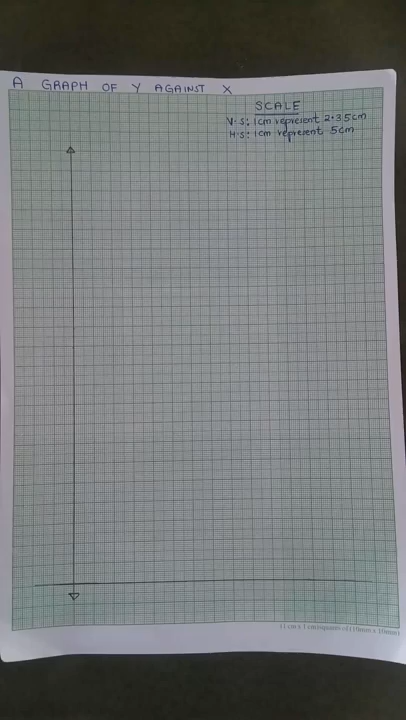 A GRAPH OF Y AGAINST X
SCALE
V.S: 1cm represent 2.35cm
H.S: 1cm represent 5cm